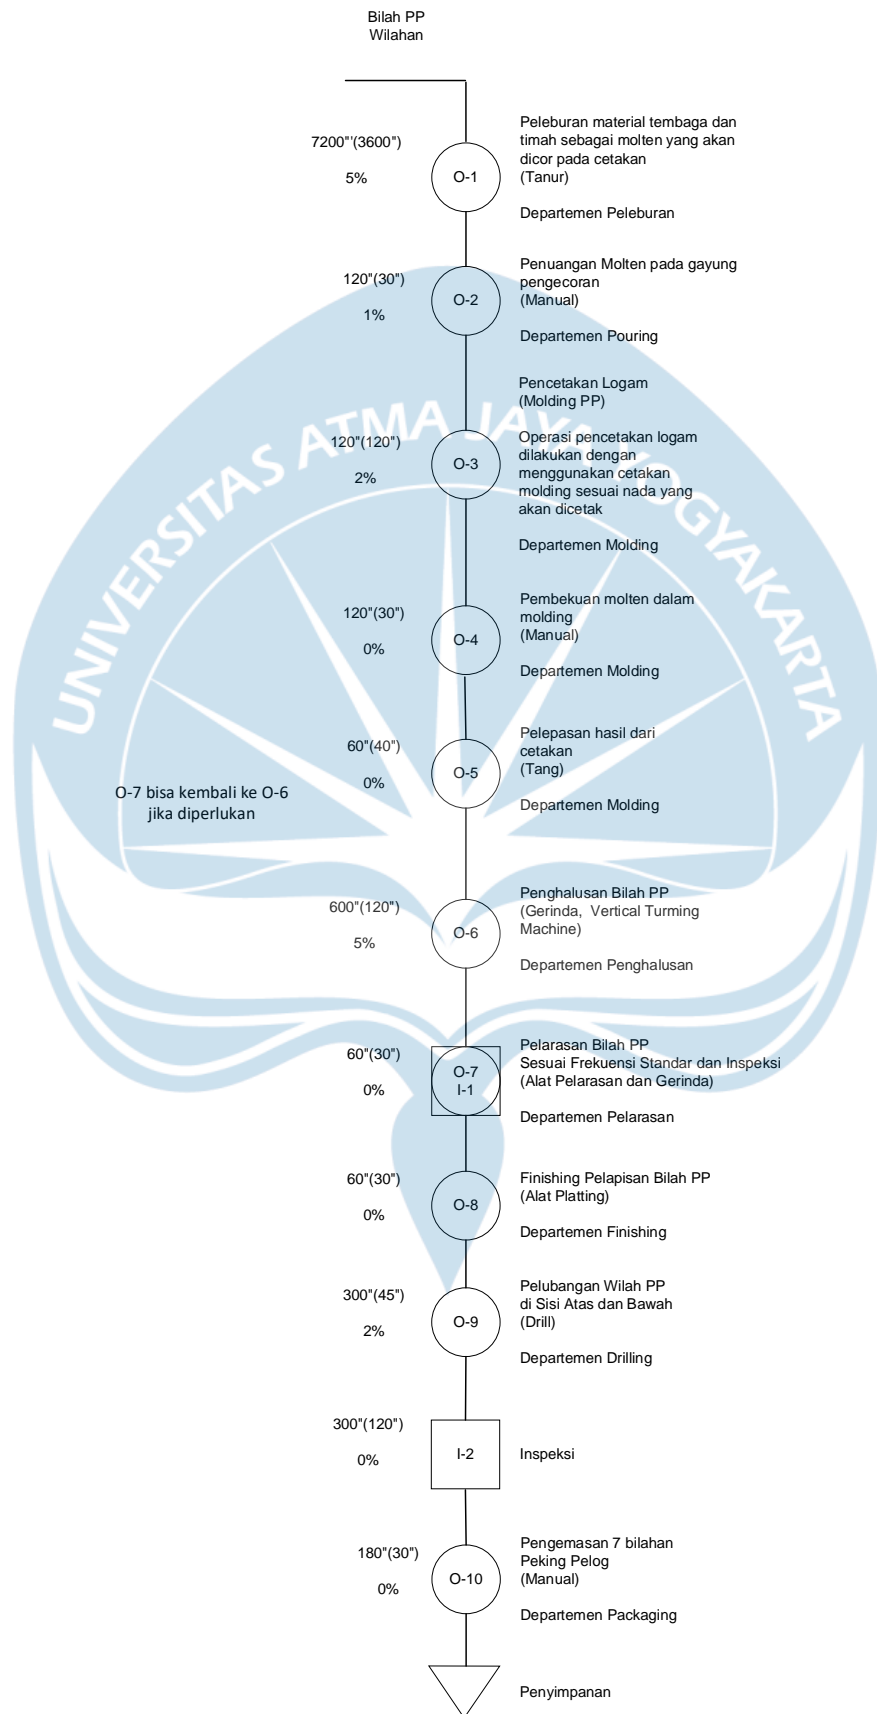 Bilah PP
Wilahan
7200"'(3600")
5%
O-1
Peleburan material tembaga dan
timah sebagai molten yang akan
dicor pada cetakan
(Tanur)
Departemen Peleburan
120"(30")
1%
O-2
Penuangan Molten pada gayung
pengecoran
(Manual)
Departemen Pouring
Pencetakan Logam
(Molding PP)
120"(120")
2%
O-3
Operasi pencetakan logam
dilakukan dengan
menggunakan cetakan
molding sesuai nada yang
akan dicetak
Departemen Molding
UNIVERSITAS ATMA JAYA YOGYAKARTA
120"(30")
0%
O-4
Pembekuan molten dalam
molding
(Manual)
Departemen Molding
60"(40")
0%
O-5
Pelepasan hasil dari
cetakan
(Tang)
Departemen Molding
O-7 bisa kembali ke O-6
jika diperlukan
600"(120")
5%
O-6
Penghalusan Bilah PP
(Gerinda,  Vertical Turming
Machine)
Departemen Penghalusan
60"(30")
0%
O-7
I-1
Pelarasan Bilah PP
Sesuai Frekuensi Standar dan Inspeksi
(Alat Pelarasan dan Gerinda)
Departemen Pelarasan
60"(30")
0%
O-8
Finishing Pelapisan Bilah PP
(Alat Platting)
Departemen Finishing
300"(45")
2%
O-9
Pelubangan Wilah PP
di Sisi Atas dan Bawah
(Drill)
Departemen Drilling
300"(120")
0%
I-2
Inspeksi
180"(30")
0%
O-10
Pengemasan 7 bilahan
Peking Pelog
(Manual)
Departemen Packaging
Penyimpanan